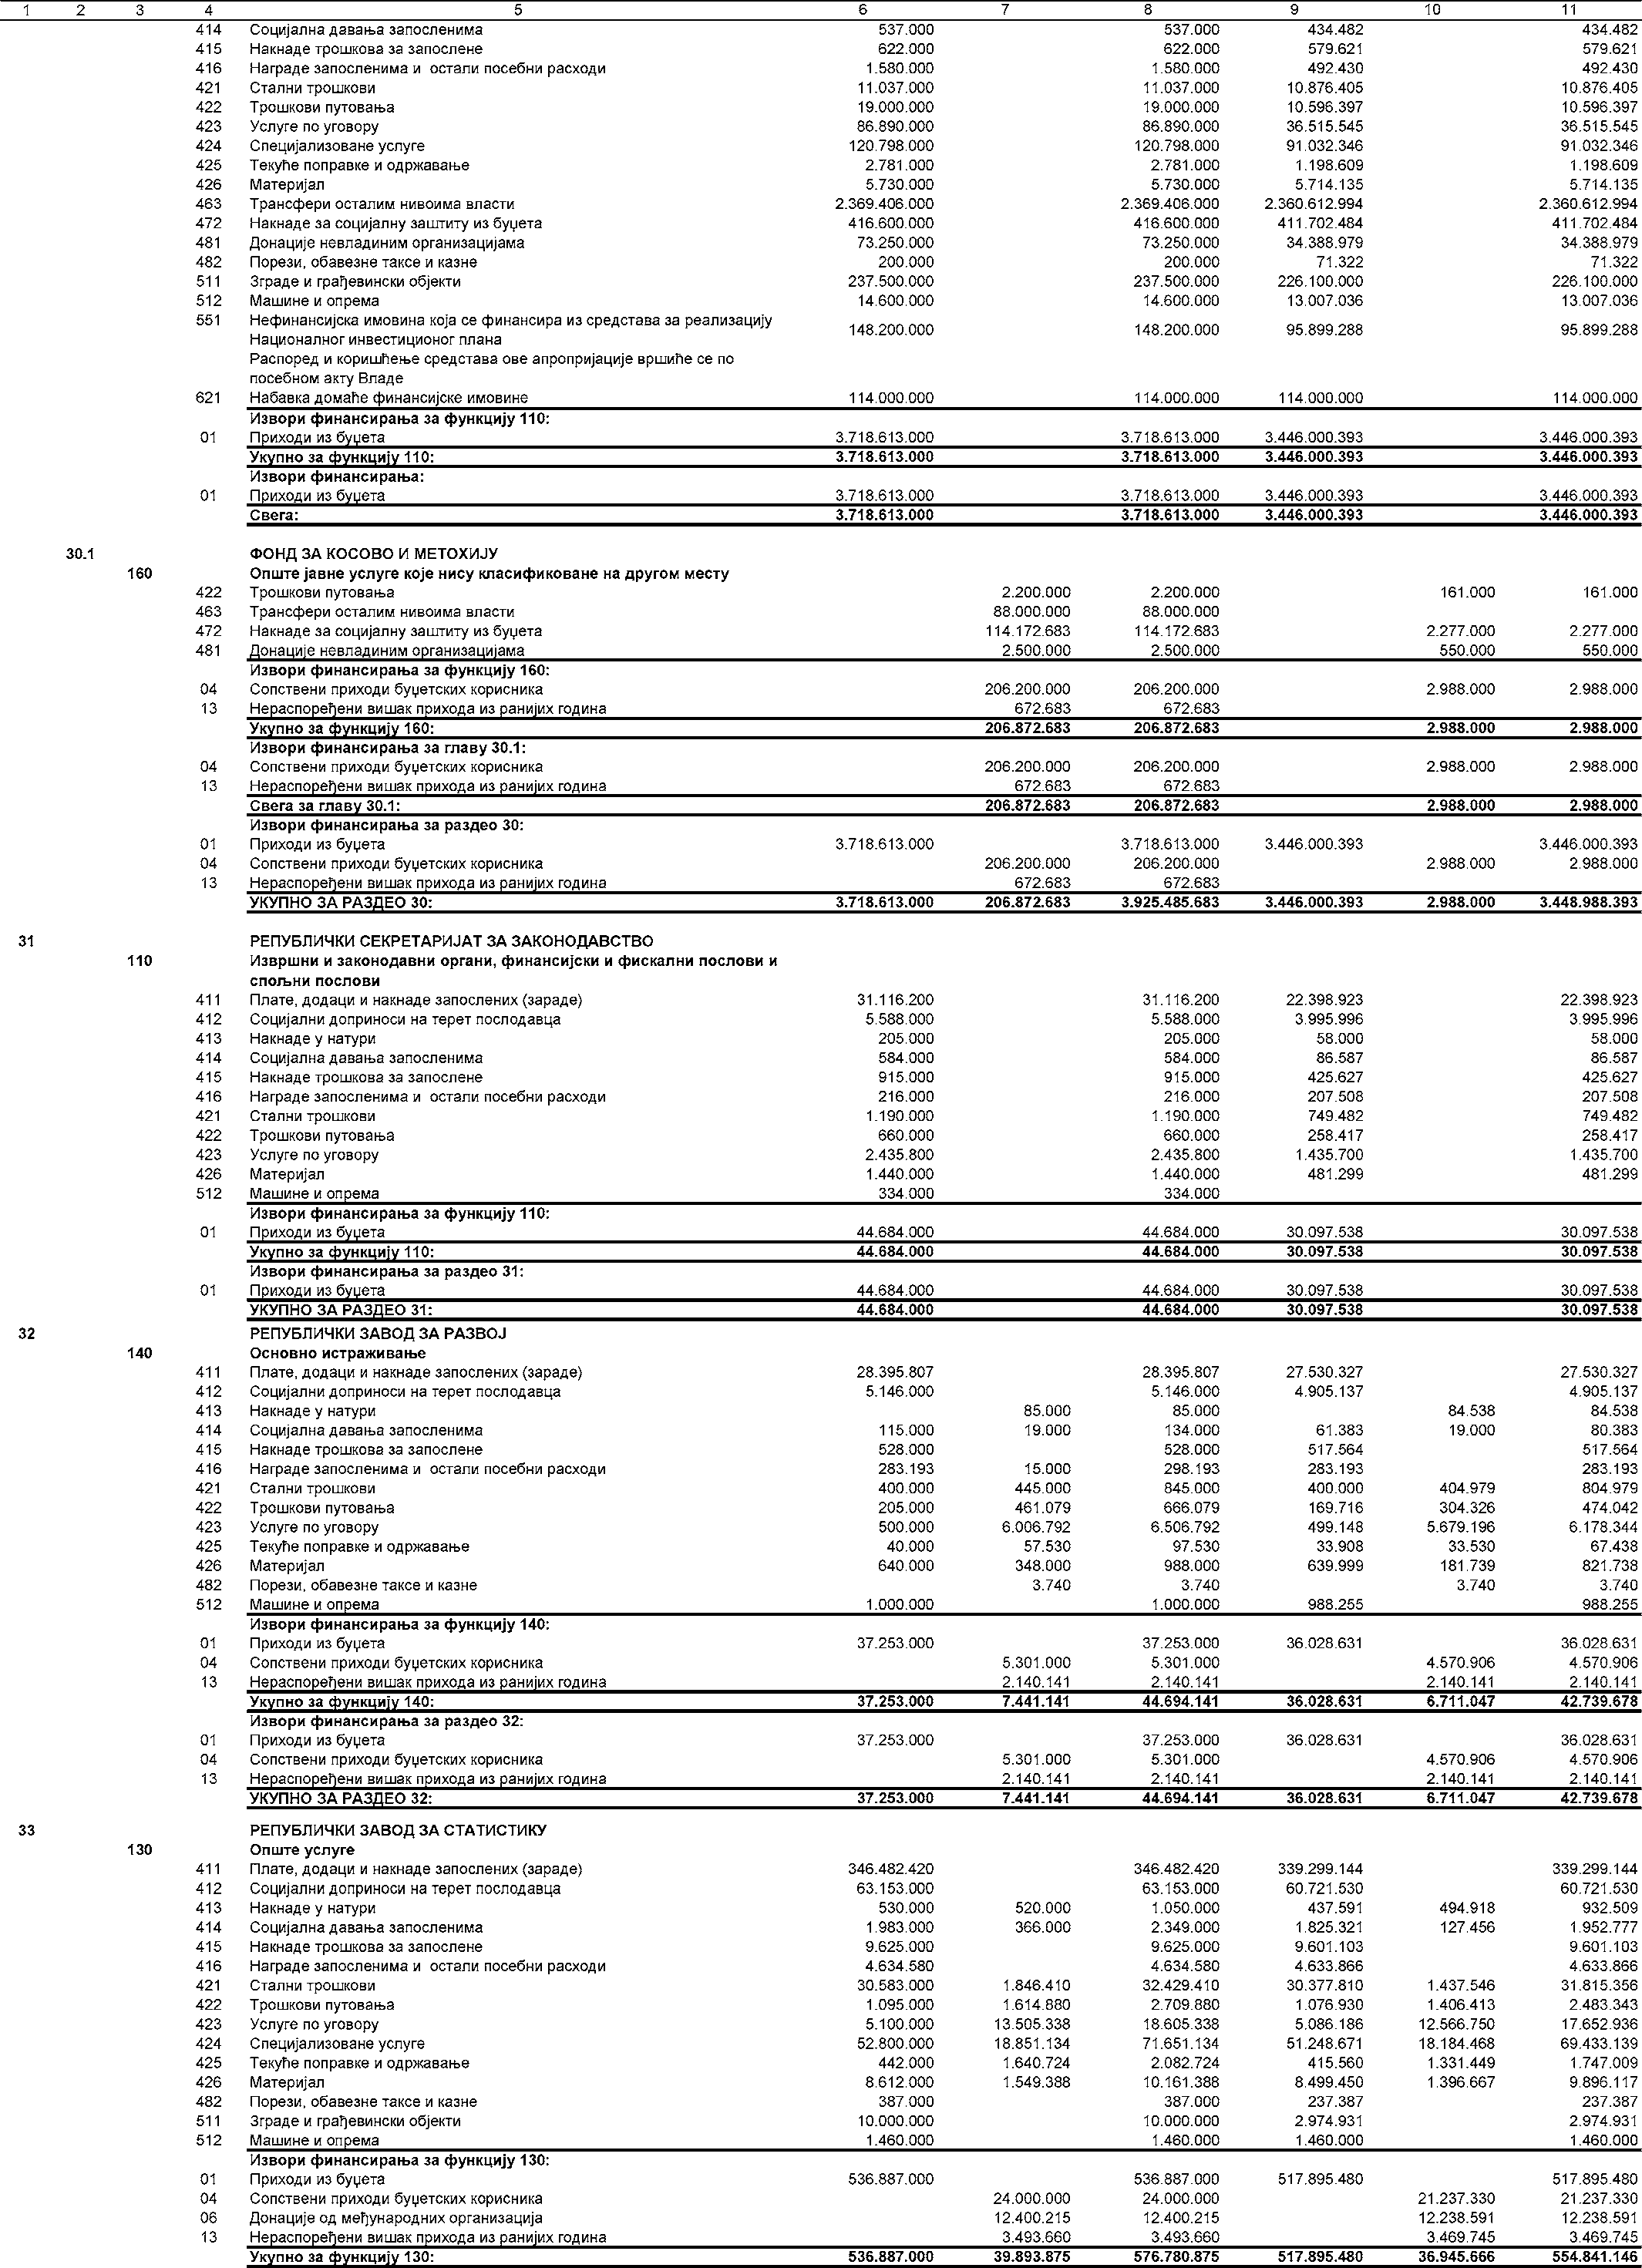 1 2 3 4 5 6 7 8 9 10 11
414 Социјална давања запосленима 537.000 537.000 434.482 434.482
415 Накнаде трошкова за запослене 622.000 622.000 579.621 579.621
416 Награде запосленима и остали посебни расходи 1.580.000 1.580.000 492.430 492.430
421 Стални трошкови 11.037.000 11.037.000 10.876.405 10.876.405
422 Трошкови путовања 19.000.000 19.000.000 10.596.397 10.596.397
423 Услуге по уговору 86.890.000 86.890.000 36.515.545 36.515.545
424 Специјализоване услуге 120.798.000 120.798.000 91.032.346 91.032.346
425 Текуће поправке и одржавање 2.781.000 2.781.000 1.198.609 1.198.609
426 Материјал 5.730.000 5.730.000 5.714.135 5.714.135
463 Трансфери осталим нивоима власти 2.369.406.000 2.369.406.000 2.360.612.994 2.360.612.994
472 Накнаде за социјалну заштиту из буџета 416.600.000 416.600.000 411.702.484 411.702.484
481 Донације невладиним организацијама 73.250.000 73.250.000 34.388.979 34.388.979
482 Порези, обавезне таксе и казне 200.000 200.000 71.322 71.322
511 Зграде и грађевински објекти 237.500.000 237.500.000 226.100.000 226.100.000
512 Машине и опрема 14.600.000 14.600.000 13.007.036 13.007.036
551 Нефинансијска имовина која се финансира из средстава за реализацију
Националног инвестиционог плана 148.200.000 148.200.000 95.899.288 95.899.288
Распоред и коришћење средстава ове апропријације вршиће се по
посебном акту Владе
621 Набавка домаће финансијске имовине 114.000.000 114.000.000 114.000.000 114.000.000
Извори финансирања за функцију 110:
01 Приходи из буџета 3.718.613.000 3.718.613.000 3.446.000.393 3.446.000.393
Укупно за функцију 110: 3.718.613.000 3.718.613.000 3.446.000.393 3.446.000.393
Извори финансирања:
01 Приходи из буџета 3.718.613.000 3.718.613.000 3.446.000.393 3.446.000.393
Свега: 3.718.613.000 3.718.613.000 3.446.000.393 3.446.000.393
30.1 ФОНД ЗА КОСОВО И МЕТОХИЈУ
160 Опште јавне услуге које нису класификоване на другом месту
422 Трошкови путовања 2.200.000 2.200.000 161.000 161.000
463 Трансфери осталим нивоима власти 88.000.000 88.000.000
472 Накнаде за социјалну заштиту из буџета 114.172.683 114.172.683 2.277.000 2.277.000
481 Донације невладиним организацијама 2.500.000 2.500.000 550.000 550.000
Извори финансирања за функцију 160:
04 Сопствени приходи буџетских корисника 206.200.000 206.200.000 2.988.000 2.988.000
13 Нераспоређени вишак прихода из ранијих година 672.683 672.683
Укупно за функцију 160: 206.872.683 206.872.683 2.988.000 2.988.000
Извори финансирања за главу 30.1:
04 Сопствени приходи буџетских корисника 206.200.000 206.200.000 2.988.000 2.988.000
13 Нераспоређени вишак прихода из ранијих година 672.683 672.683
Свега за главу 30.1: 206.872.683 206.872.683 2.988.000 2.988.000
Извори финансирања за раздео 30:
01 Приходи из буџета 3.718.613.000 3.718.613.000 3.446.000.393 3.446.000.393
04 Сопствени приходи буџетских корисника 206.200.000 206.200.000 2.988.000 2.988.000
13 Нераспоређени вишак прихода из ранијих година 672.683 672.683
УКУПНО ЗА РАЗДЕО 30: 3.718.613.000 206.872.683 3.925.485.683 3.446.000.393 2.988.000 3.448.988.393
31 РЕПУБЛИЧКИ СЕКРЕТАРИЈАТ ЗА ЗАКОНОДАВСТВО
110 Извршни и законодавни органи, финансијски и фискални послови и
спољни послови
411 Плате, додаци и накнаде запослених (зараде) 31.116.200 31.116.200 22.398.923 22.398.923
412 Социјални доприноси на терет послодавца 5.588.000 5.588.000 3.995.996 3.995.996
413 Накнаде у натури 205.000 205.000 58.000 58.000
414 Социјална давања запосленима 584.000 584.000 86.587 86.587
415 Накнаде трошкова за запослене 915.000 915.000 425.627 425.627
416 Награде запосленима и остали посебни расходи 216.000 216.000 207.508 207.508
421 Стални трошкови 1.190.000 1.190.000 749.482 749.482
422 Трошкови путовања 660.000 660.000 258.417 258.417
423 Услуге по уговору 2.435.800 2.435.800 1.435.700 1.435.700
426 Материјал 1.440.000 1.440.000 481.299 481.299
512 Машине и опрема 334.000 334.000
Извори финансирања за функцију 110:
01 Приходи из буџета 44.684.000 44.684.000 30.097.538 30.097.538
Укупно за функцију 110: 44.684.000 44.684.000 30.097.538 30.097.538
Извори финансирања за раздео 31:
01 Приходи из буџета 44.684.000 44.684.000 30.097.538 30.097.538
УКУПНО ЗА РАЗДЕО 31: 44.684.000 44.684.000 30.097.538 30.097.538
32 РЕПУБЛИЧКИ ЗАВОД ЗА РАЗВОЈ
140 Основно истраживање
411 Плате, додаци и накнаде запослених (зараде) 28.395.807 28.395.807 27.530.327 27.530.327
412 Социјални доприноси на терет послодавца 5.146.000 5.146.000 4.905.137 4.905.137
413 Накнаде у натури 85.000 85.000 84.538 84.538
414 Социјална давања запосленима 115.000 19.000 134.000 61.383 19.000 80.383
415 Накнаде трошкова за запослене 528.000 528.000 517.564 517.564
416 Награде запосленима и остали посебни расходи 283.193 15.000 298.193 283.193 283.193
421 Стални трошкови 400.000 445.000 845.000 400.000 404.979 804.979
422 Трошкови путовања 205.000 461.079 666.079 169.716 304.326 474.042
423 Услуге по уговору 500.000 6.006.792 6.506.792 499.148 5.679.196 6.178.344
425 Текуће поправке и одржавање 40.000 57.530 97.530 33.908 33.530 67.438
426 Материјал 640.000 348.000 988.000 639.999 181.739 821.738
482 Порези, обавезне таксе и казне 3.740 3.740 3.740 3.740
512 Машине и опрема 1.000.000 1.000.000 988.255 988.255
Извори финансирања за функцију 140:
01 Приходи из буџета 37.253.000 37.253.000 36.028.631 36.028.631
04 Сопствени приходи буџетских корисника 5.301.000 5.301.000 4.570.906 4.570.906
13 Нераспоређени вишак прихода из ранијих година 2.140.141 2.140.141 2.140.141 2.140.141
Укупно за функцију 140: 37.253.000 7.441.141 44.694.141 36.028.631 6.711.047 42.739.678
Извори финансирања за раздео 32:
01 Приходи из буџета 37.253.000 37.253.000 36.028.631 36.028.631
04 Сопствени приходи буџетских корисника 5.301.000 5.301.000 4.570.906 4.570.906
13 Нераспоређени вишак прихода из ранијих година 2.140.141 2.140.141 2.140.141 2.140.141
УКУПНО ЗА РАЗДЕО 32: 37.253.000 7.441.141 44.694.141 36.028.631 6.711.047 42.739.678
33 РЕПУБЛИЧКИ ЗАВОД ЗА СТАТИСТИКУ
130 Опште услуге
411 Плате, додаци и накнаде запослених (зараде) 346.482.420 346.482.420 339.299.144 339.299.144
412 Социјални доприноси на терет послодавца 63.153.000 63.153.000 60.721.530 60.721.530
413 Накнаде у натури 530.000 520.000 1.050.000 437.591 494.918 932.509
414 Социјална давања запосленима 1.983.000 366.000 2.349.000 1.825.321 127.456 1.952.777
415 Накнаде трошкова за запослене 9.625.000 9.625.000 9.601.103 9.601.103
416 Награде запосленима и остали посебни расходи 4.634.580 4.634.580 4.633.866 4.633.866
421 Стални трошкови 30.583.000 1.846.410 32.429.410 30.377.810 1.437.546 31.815.356
422 Трошкови путовања 1.095.000 1.614.880 2.709.880 1.076.930 1.406.413 2.483.343
423 Услуге по уговору 5.100.000 13.505.338 18.605.338 5.086.186 12.566.750 17.652.936
424 Специјализоване услуге 52.800.000 18.851.134 71.651.134 51.248.671 18.184.468 69.433.139
425 Текуће поправке и одржавање 442.000 1.640.724 2.082.724 415.560 1.331.449 1.747.009
426 Материјал 8.612.000 1.549.388 10.161.388 8.499.450 1.396.667 9.896.117
482 Порези, обавезне таксе и казне 387.000 387.000 237.387 237.387
511 Зграде и грађевински објекти 10.000.000 10.000.000 2.974.931 2.974.931
512 Машине и опрема 1.460.000 1.460.000 1.460.000 1.460.000
Извори финансирања за функцију 130:
01 Приходи из буџета 536.887.000 536.887.000 517.895.480 517.895.480
04 Сопствени приходи буџетских корисника 24.000.000 24.000.000 21.237.330 21.237.330
06 Донације од међународних организација 12.400.215 12.400.215 12.238.591 12.238.591
13 Нераспоређени вишак прихода из ранијих година 3.493.660 3.493.660 3.469.745 3.469.745
Укупно за функцију 130: 536.887.000 39.893.875 576.780.875 517.895.480 36.945.666 554.841.146